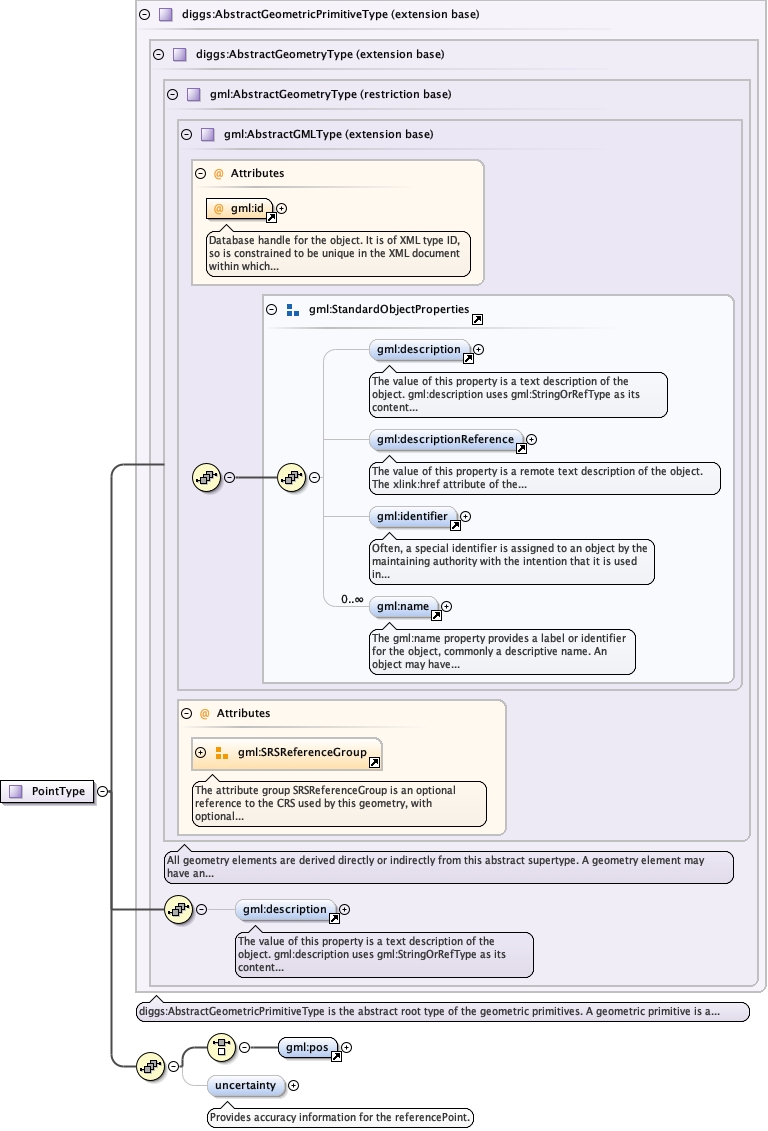 diggs:AbstractGeometricPrimitiveType (extension base)
diggs:AbstractGeometryType (extension base)
gml:AbstractGeometryType (restriction base)
gml:AbstractGMLType (extension base)
@ Attributes
@ gml:id
Database handle for the object. It is of XML type ID,
so is constrained to be unique in the XML document
within which...
gml:StandardObjectProperties
gml:description
The value of this property is a text description of the
object. gml:description uses gml:StringOrRefType as its
content...
gml:descriptionReference
The value of this property is a remote text description of the object.
The xlink:href attribute of the...
gml:identifier
Often, a special identifier is assigned to an object by the
maintaining authority with the intention that it is used
in...
0..∞
gml:name
The gml:name property provides a label or identifier
for the object, commonly a descriptive name. An
object may have...
@ Attributes
gml:SRSReferenceGroup
The attribute group SRSReferenceGroup is an optional
reference to the CRS used by this geometry, with
optional...
PointType
All geometry elements are derived directly or indirectly from this abstract supertype. A geometry element may
have an...
gml:description
The value of this property is a text description of the
object. gml:description uses gml:StringOrRefType as its
content...
diggs:AbstractGeometricPrimitiveType is the abstract root type of the geometric primitives. A geometric primitive is a...
gml:pos
uncertainty
Provides accuracy information for the referencePoint.